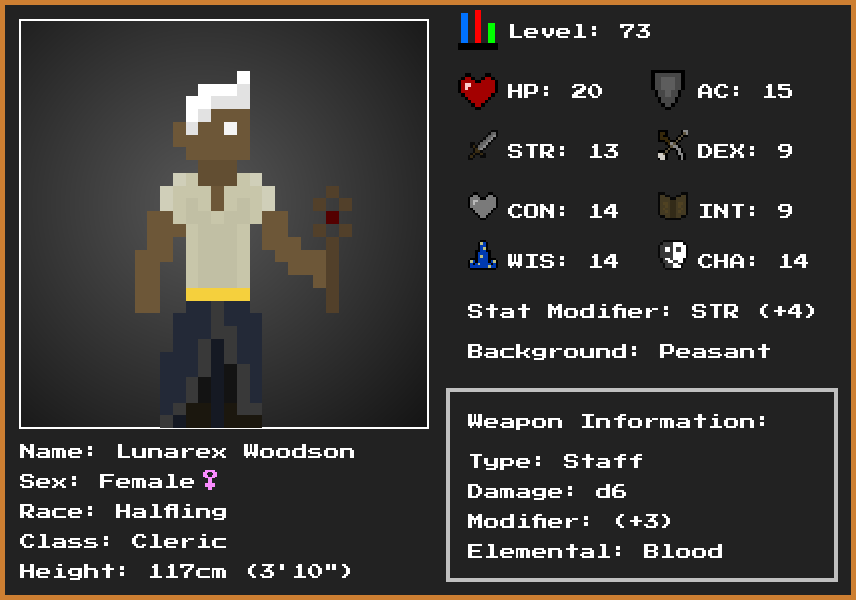 Level: 73
HP: 20 AC: 15
STR: 13 DEX: 9
CON: 14 INT: 9
WIS: 14 CHA: 14
Stat Modifier: STR (+4)
Background: Peasant
Weapon Information:
Type: Staff
Damage: d6
Modifier: (+3)
Elemental: Blood
Name: Lunarex Woodson
Sex: Female♀
Race: Halfling
Class: Cleric
Height: 117cm (3'10")